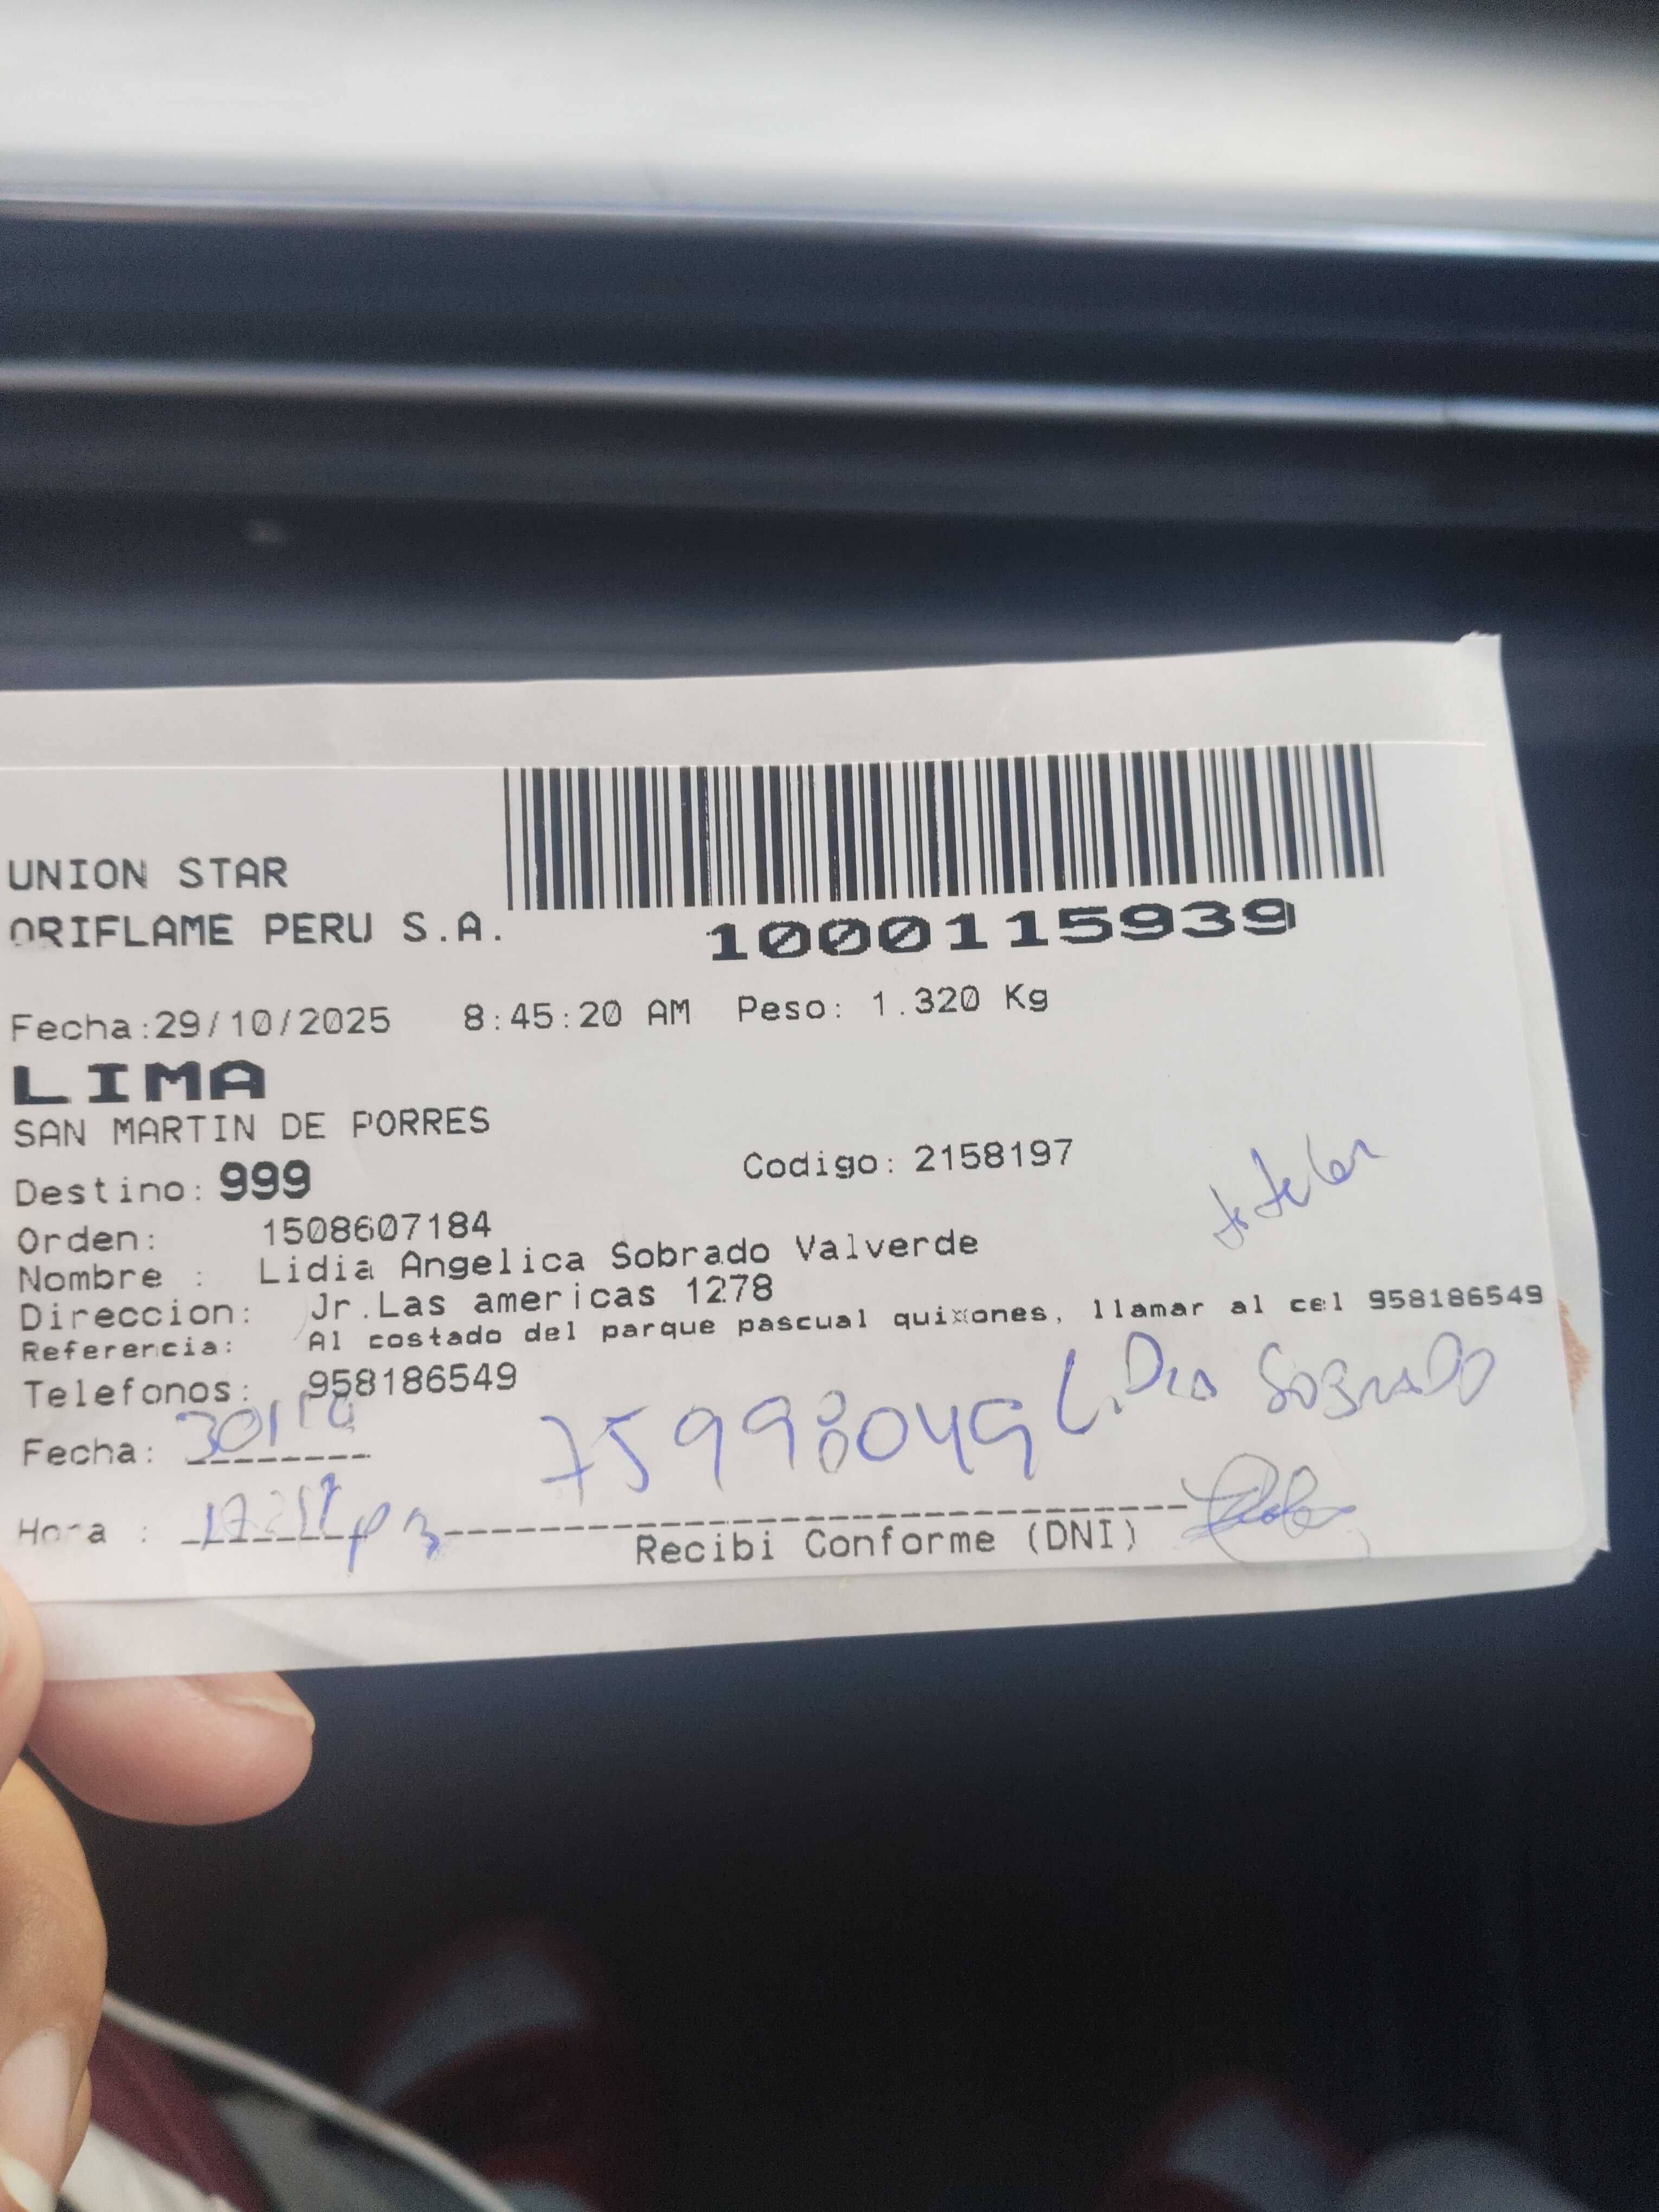 UNION STAR
ORIFLAME PERU S.A.
1000115939
Fecha:29/10/2025 8:45:20 AM Peso: 1.320 Kg
LIMA
SAN MARTIN DE PORRES
Destino: 999 Codigo: 2158197
titular
Orden: 1508607184
Nombre : Lidia Angelica Sobrado Valverde
Direccion: Jr.Las americas 1278
Referencia: Al costado del parque pascual quixones, llamar al cel 958186549
Telefonos: 958186549
Fecha: 30/10 75998049 Lidia Sobrado
Hora :
Recibi Conforme (DNI)